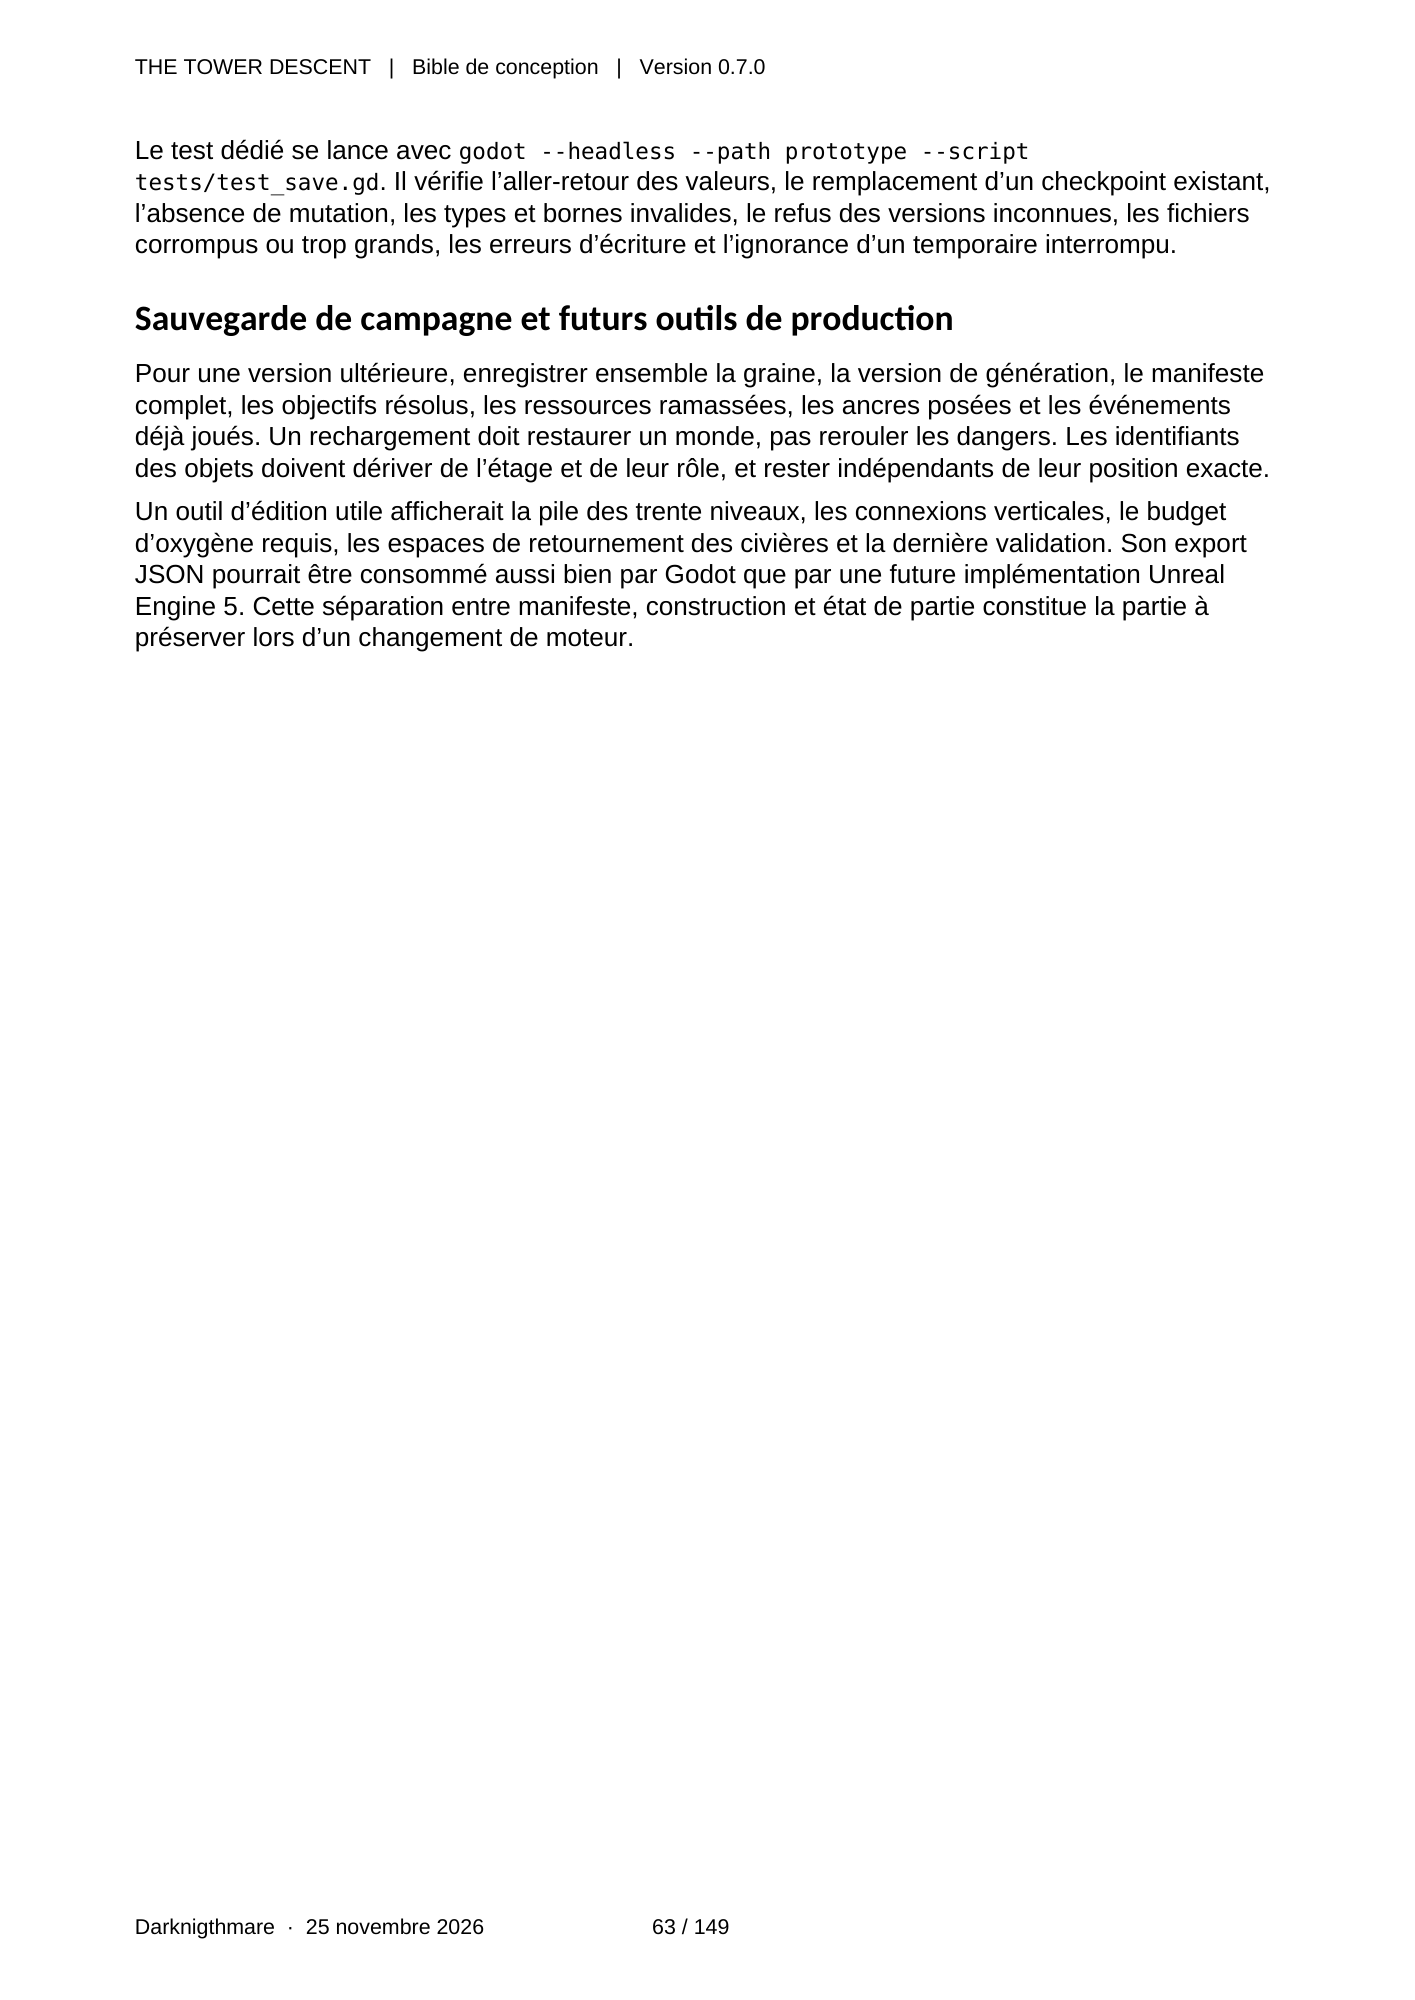 THE TOWER DESCENT | Bible de conception | Version 0.7.0
Le test dédié se lance avec godot --headless --path prototype --script
tests/test_save.gd. Il vérifie l’aller-retour des valeurs, le remplacement d’un checkpoint existant,
l’absence de mutation, les types et bornes invalides, le refus des versions inconnues, les fichiers
corrompus ou trop grands, les erreurs d’écriture et l’ignorance d’un temporaire interrompu.
Sauvegarde de campagne et futurs outils de production
Pour une version ultérieure, enregistrer ensemble la graine, la version de génération, le manifeste
complet, les objectifs résolus, les ressources ramassées, les ancres posées et les événements
déjà joués. Un rechargement doit restaurer un monde, pas rerouler les dangers. Les identifiants
des objets doivent dériver de l’étage et de leur rôle, et rester indépendants de leur position exacte.
Un outil d’édition utile afficherait la pile des trente niveaux, les connexions verticales, le budget
d’oxygène requis, les espaces de retournement des civières et la dernière validation. Son export
JSON pourrait être consommé aussi bien par Godot que par une future implémentation Unreal
Engine 5. Cette séparation entre manifeste, construction et état de partie constitue la partie à
préserver lors d’un changement de moteur.
Darknigthmare · 25 novembre 2026 63 / 149